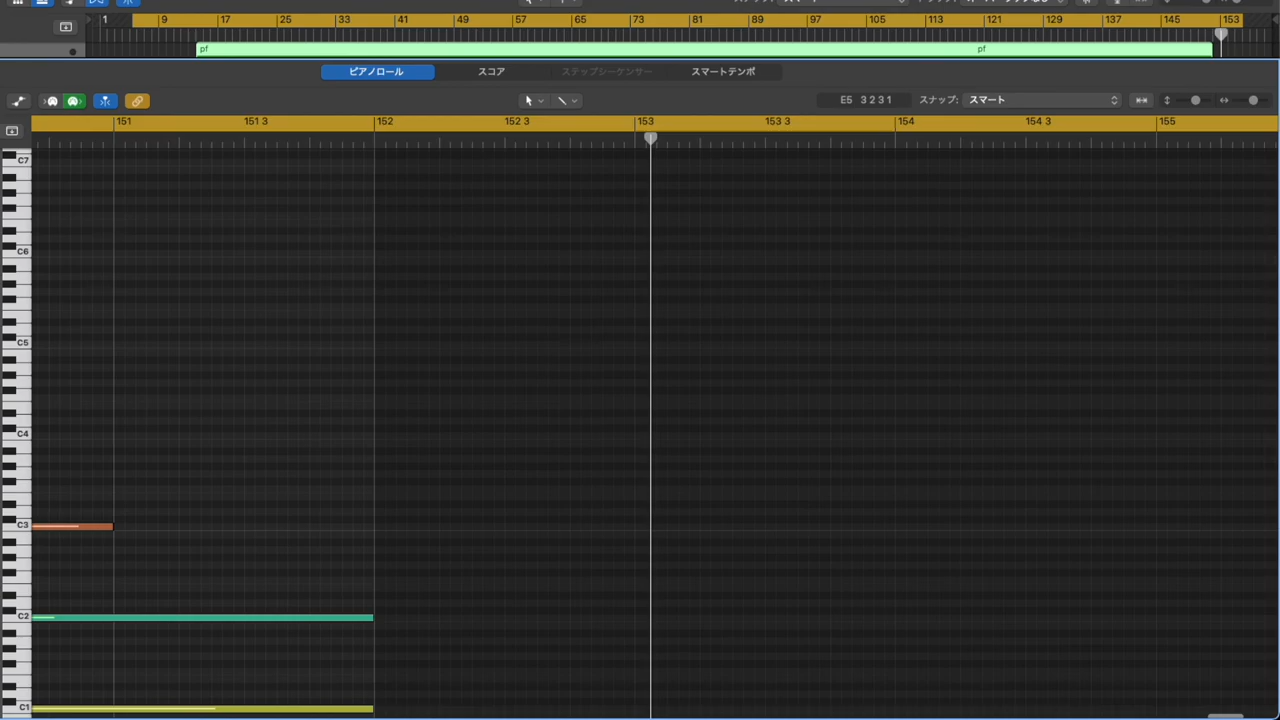 1 9 17 25 33 41 49 57 65 73 81 89 97 105 113 121 129 137 145 153
pf pf
ピアノロール スコア ステップシーケンサー スマートテンポ
E5 3 2 3 1 スナップ: スマート
151 151 3 152 152 3 153 153 3 154 154 3 155
C7
C6
C5
C4
C3
C2
C1